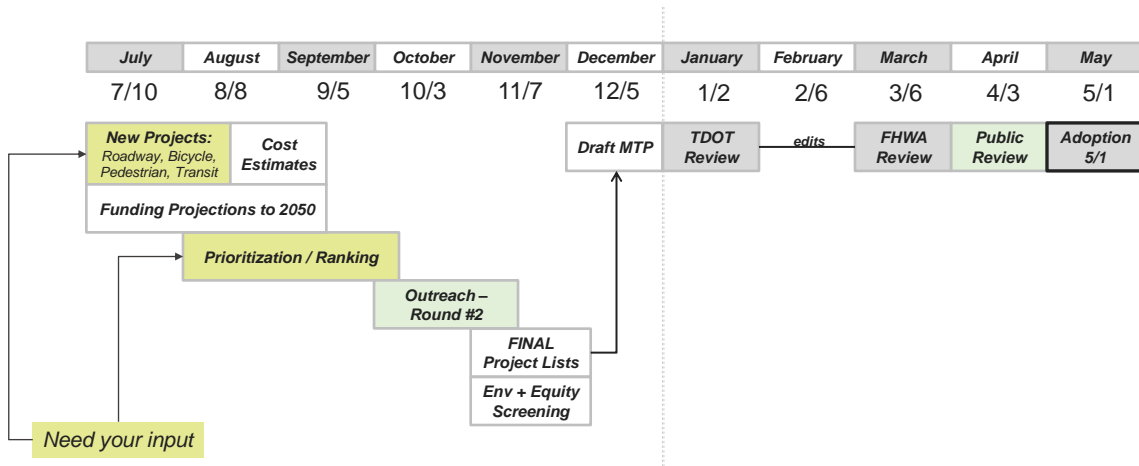 July August September October November December January February March April May
7/10 8/8 9/5 10/3 11/7 12/5 1/2 2/6 3/6 4/3 5/1
New Projects:
Roadway, Bicycle,
Pedestrian, Transit
Cost
Estimates
Draft MTP
TDOT
Review
edits
FHWA
Review
Public
Review
Adoption
5/1
Funding Projections to 2050
Prioritization / Ranking
Outreach –
Round #2
FINAL
Project Lists
Env + Equity
Screening
Need your input